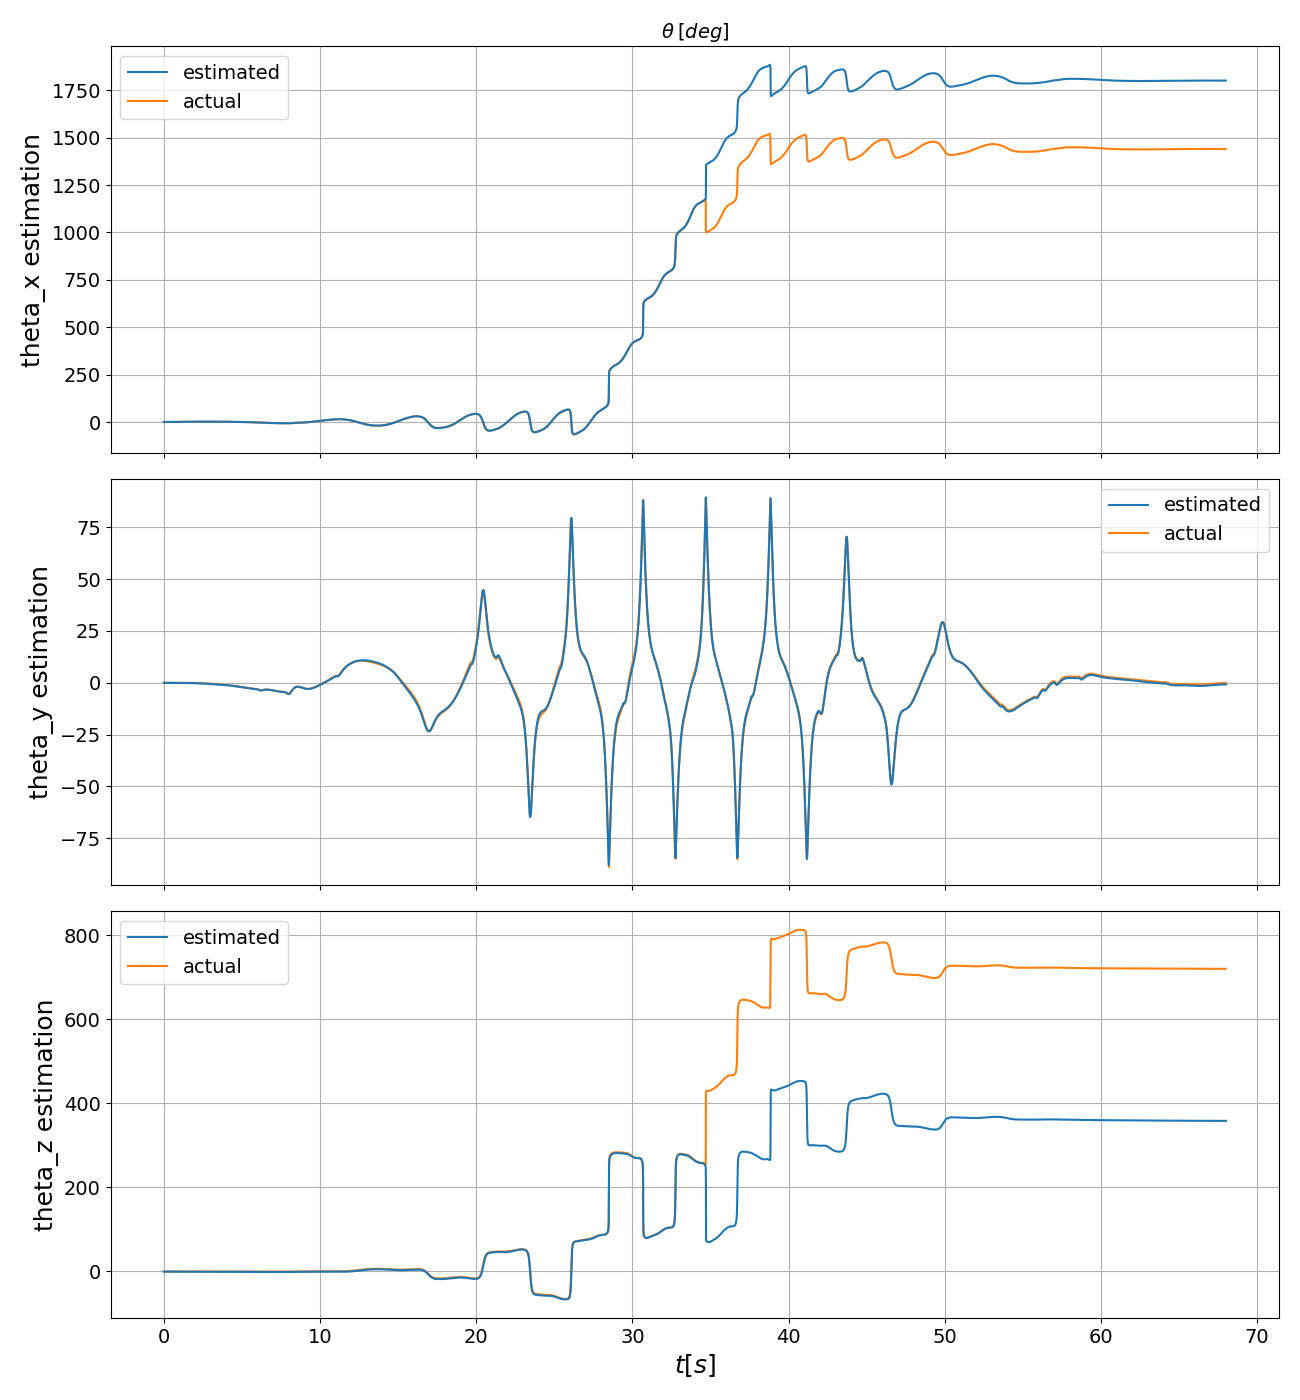 θ [deg]
theta_x estimation
1750
1500
1250
1000
750
500
250
0
estimated
actual
theta_y estimation
75
50
25
0
−25
−50
−75
estimated
actual
theta_z estimation
800
600
400
200
0
estimated
actual
0 10 20 30 40 50 60 70
t[s]